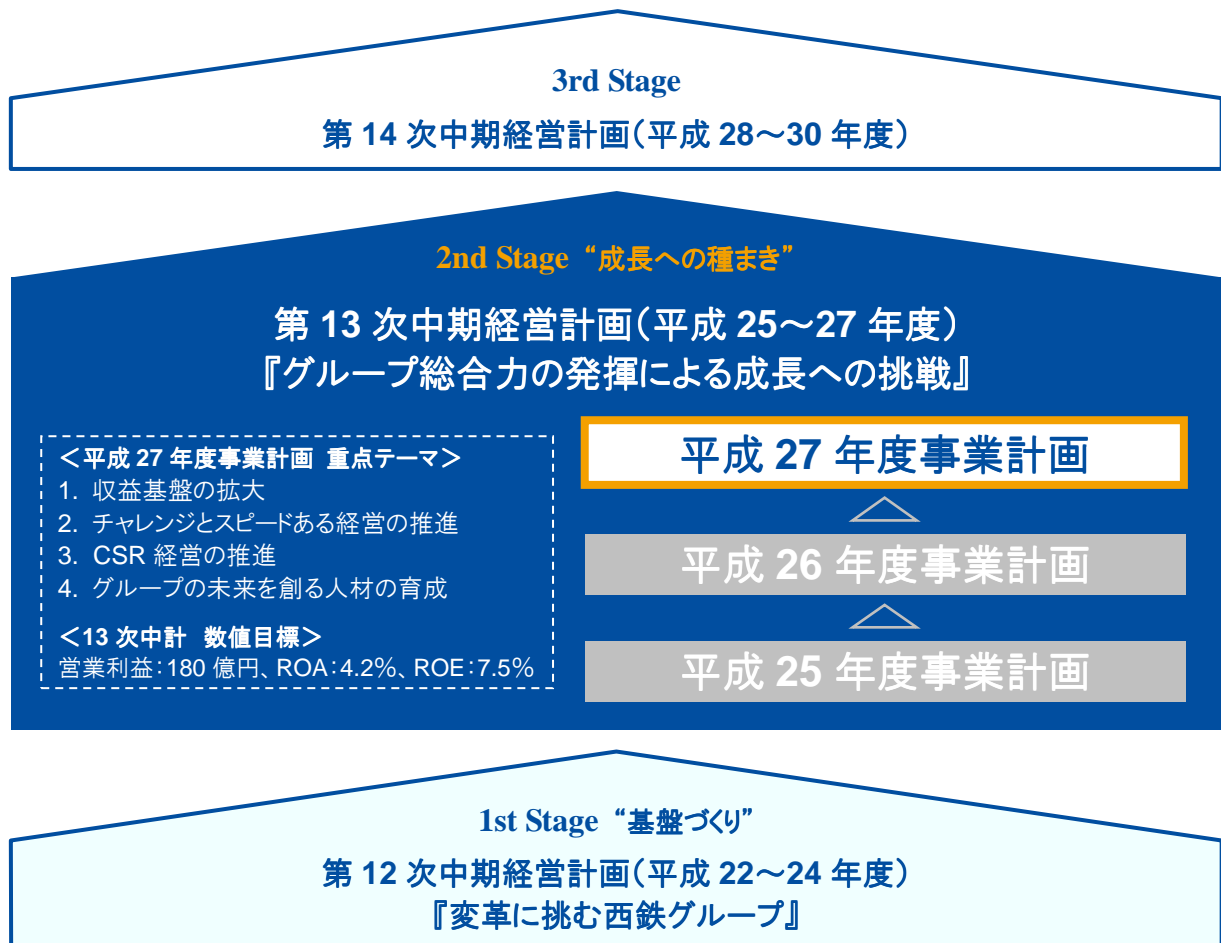 3rd Stage
第 14 次中期経営計画(平成 28～30 年度)
2nd Stage “成長への種まき”
第 13 次中期経営計画(平成 25～27 年度)
『グループ総合力の発揮による成長への挑戦』
＜平成 27 年度事業計画 重点テーマ＞
1. 収益基盤の拡大
2. チャレンジとスピードある経営の推進
3. CSR 経営の推進
4. グループの未来を創る人材の育成
＜13 次中計 数値目標＞
営業利益：180 億円、ROA：4.2％、ROE：7.5％
平成 27 年度事業計画
平成 26 年度事業計画
平成 25 年度事業計画
1st Stage “基盤づくり”
第 12 次中期経営計画(平成 22～24 年度)
『変革に挑む西鉄グループ』